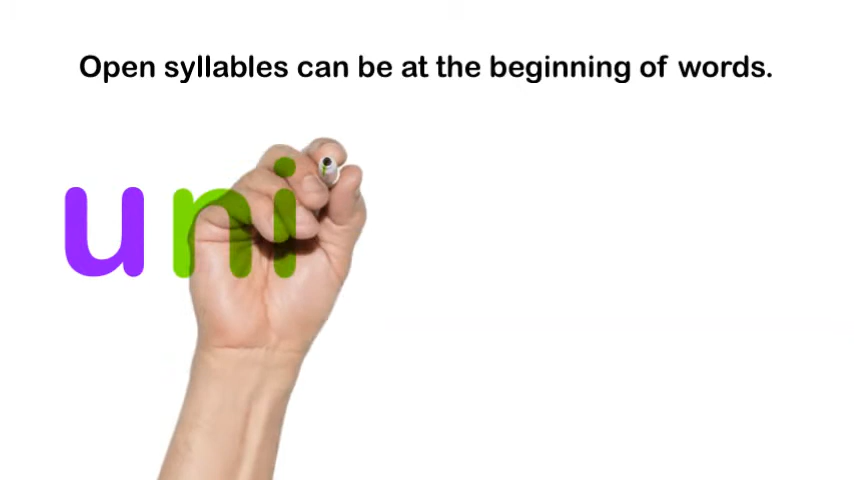 Open syllables can be at the beginning of words.
uni